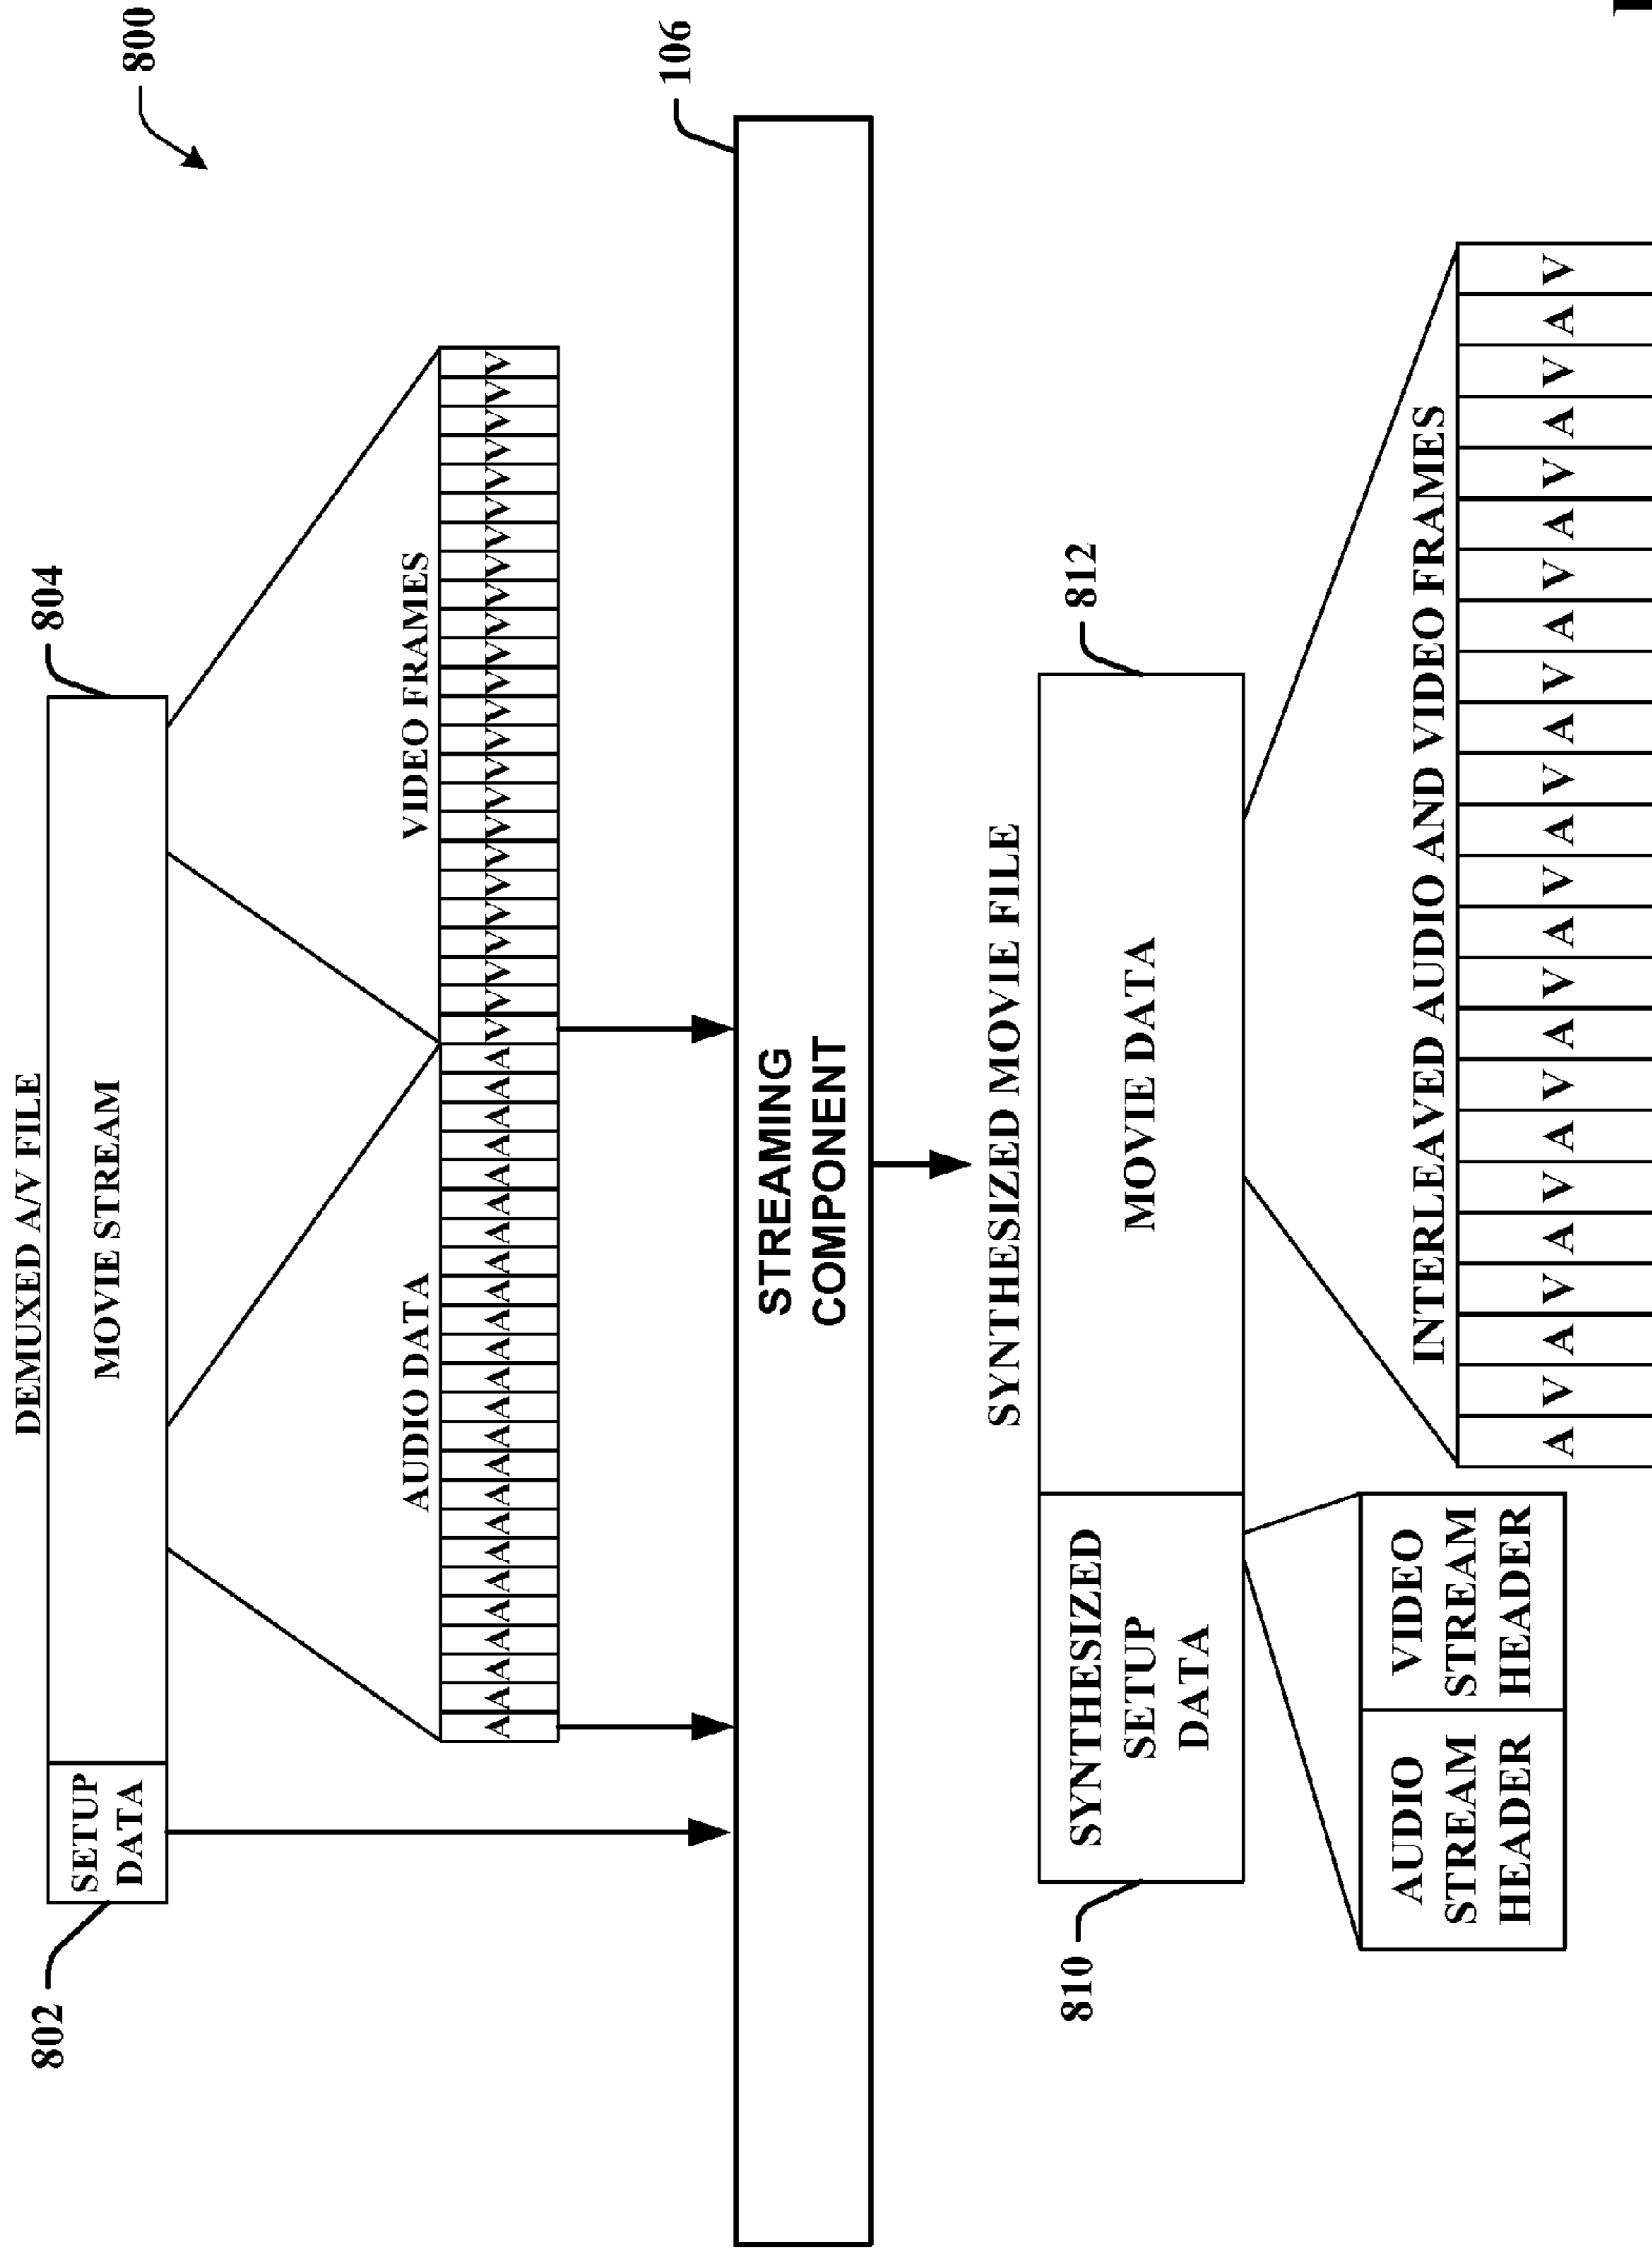 DEMUXED A/V FILE
802
SETUP
DATA
MOVIE STREAM
804
800
AUDIO DATA
VIDEO FRAMES
A A A A A A A A A A A A A A A A A A A A A A A A V V V V V V V V V V V V V V V V V V V V V V V V
106
STREAMING
COMPONENT
SYNTHESIZED MOVIE FILE
810
SYNTHESIZED
SETUP
DATA
MOVIE DATA
812
AUDIO
STREAM
HEADER
VIDEO
STREAM
HEADER
INTERLEAVED AUDIO AND VIDEO FRAMES
A V A V A V A V A V A V A V A V A V A V A V A V